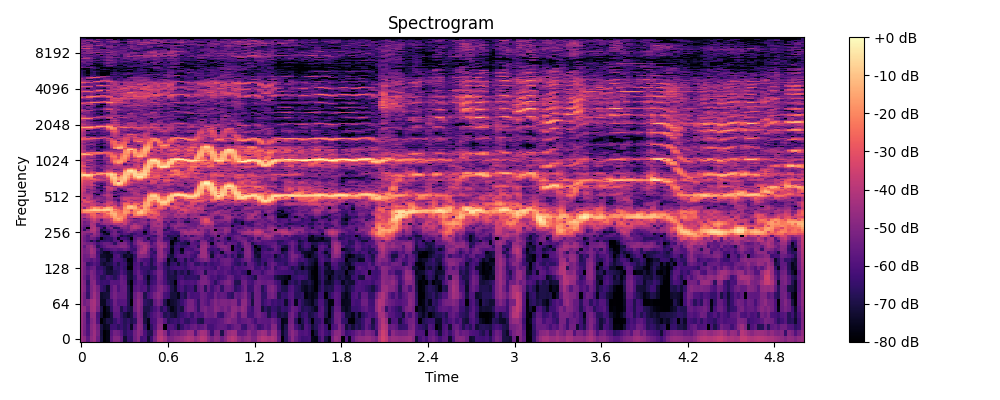 Spectrogram
8192
4096
2048
1024
512
256
128
64
0
Frequency
0 0.6 1.2 1.8 2.4 3 3.6 4.2 4.8
Time
+0 dB
-10 dB
-20 dB
-30 dB
-40 dB
-50 dB
-60 dB
-70 dB
-80 dB